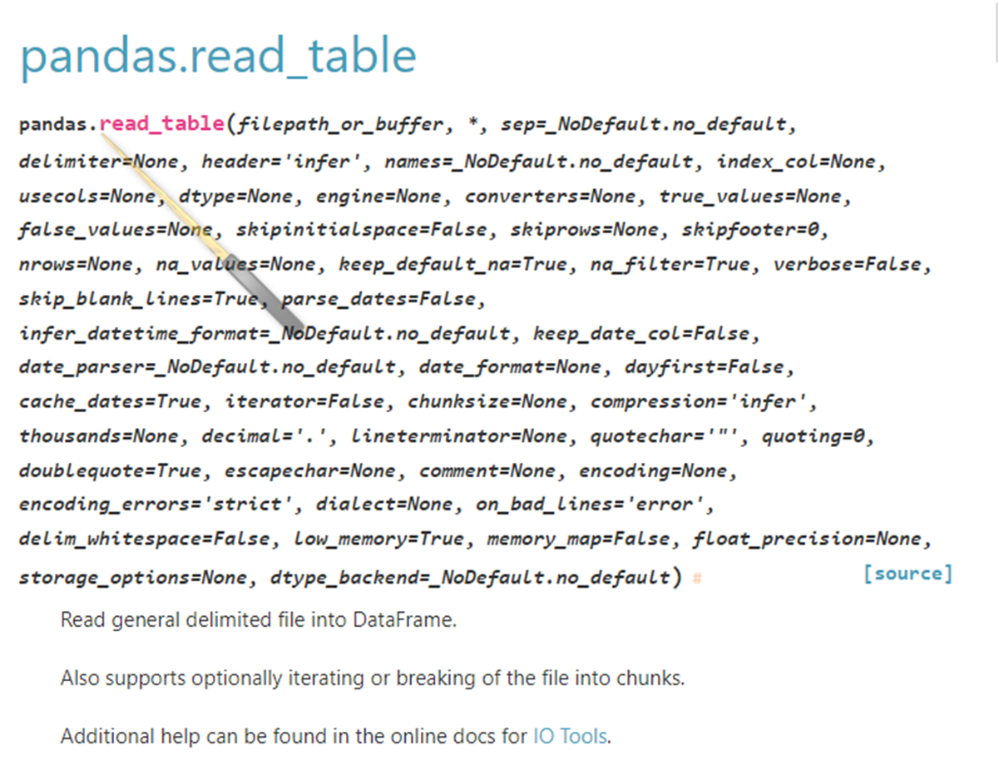 pandas.read_table
pandas.read_table(filepath_or_buffer, *, sep=_NoDefault.no_default,
delimiter=None, header='infer', names=_NoDefault.no_default, index_col=None,
usecols=None, dtype=None, engine=None, converters=None, true_values=None,
false_values=None, skipinitialspace=False, skiprows=None, skipfooter=0,
nrows=None, na_values=None, keep_default_na=True, na_filter=True, verbose=False,
skip_blank_lines=True, parse_dates=False,
infer_datetime_format=_NoDefault.no_default, keep_date_col=False,
date_parser=_NoDefault.no_default, date_format=None, dayfirst=False,
cache_dates=True, iterator=False, chunksize=None, compression='infer',
thousands=None, decimal='.', lineterminator=None, quotechar='"', quoting=0,
doublequote=True, escapechar=None, comment=None, encoding=None,
encoding_errors='strict', dialect=None, on_bad_lines='error',
delim_whitespace=False, low_memory=True, memory_map=False, float_precision=None,
storage_options=None, dtype_backend=_NoDefault.no_default) # [source]
Read general delimited file into DataFrame.
Also supports optionally iterating or breaking of the file into chunks.
Additional help can be found in the online docs for IO Tools.